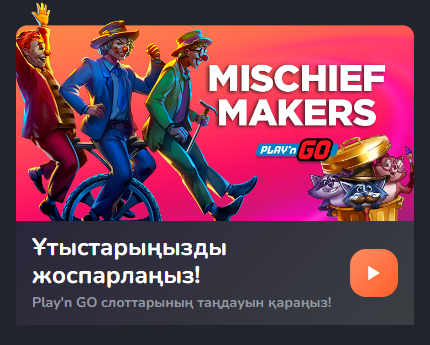 MISCHIEF
MAKERS
PLAY'n GO
Ұтыстарыңызды
жоспарлаңыз!
Play'n GO слоттарының таңдауын қараңыз!